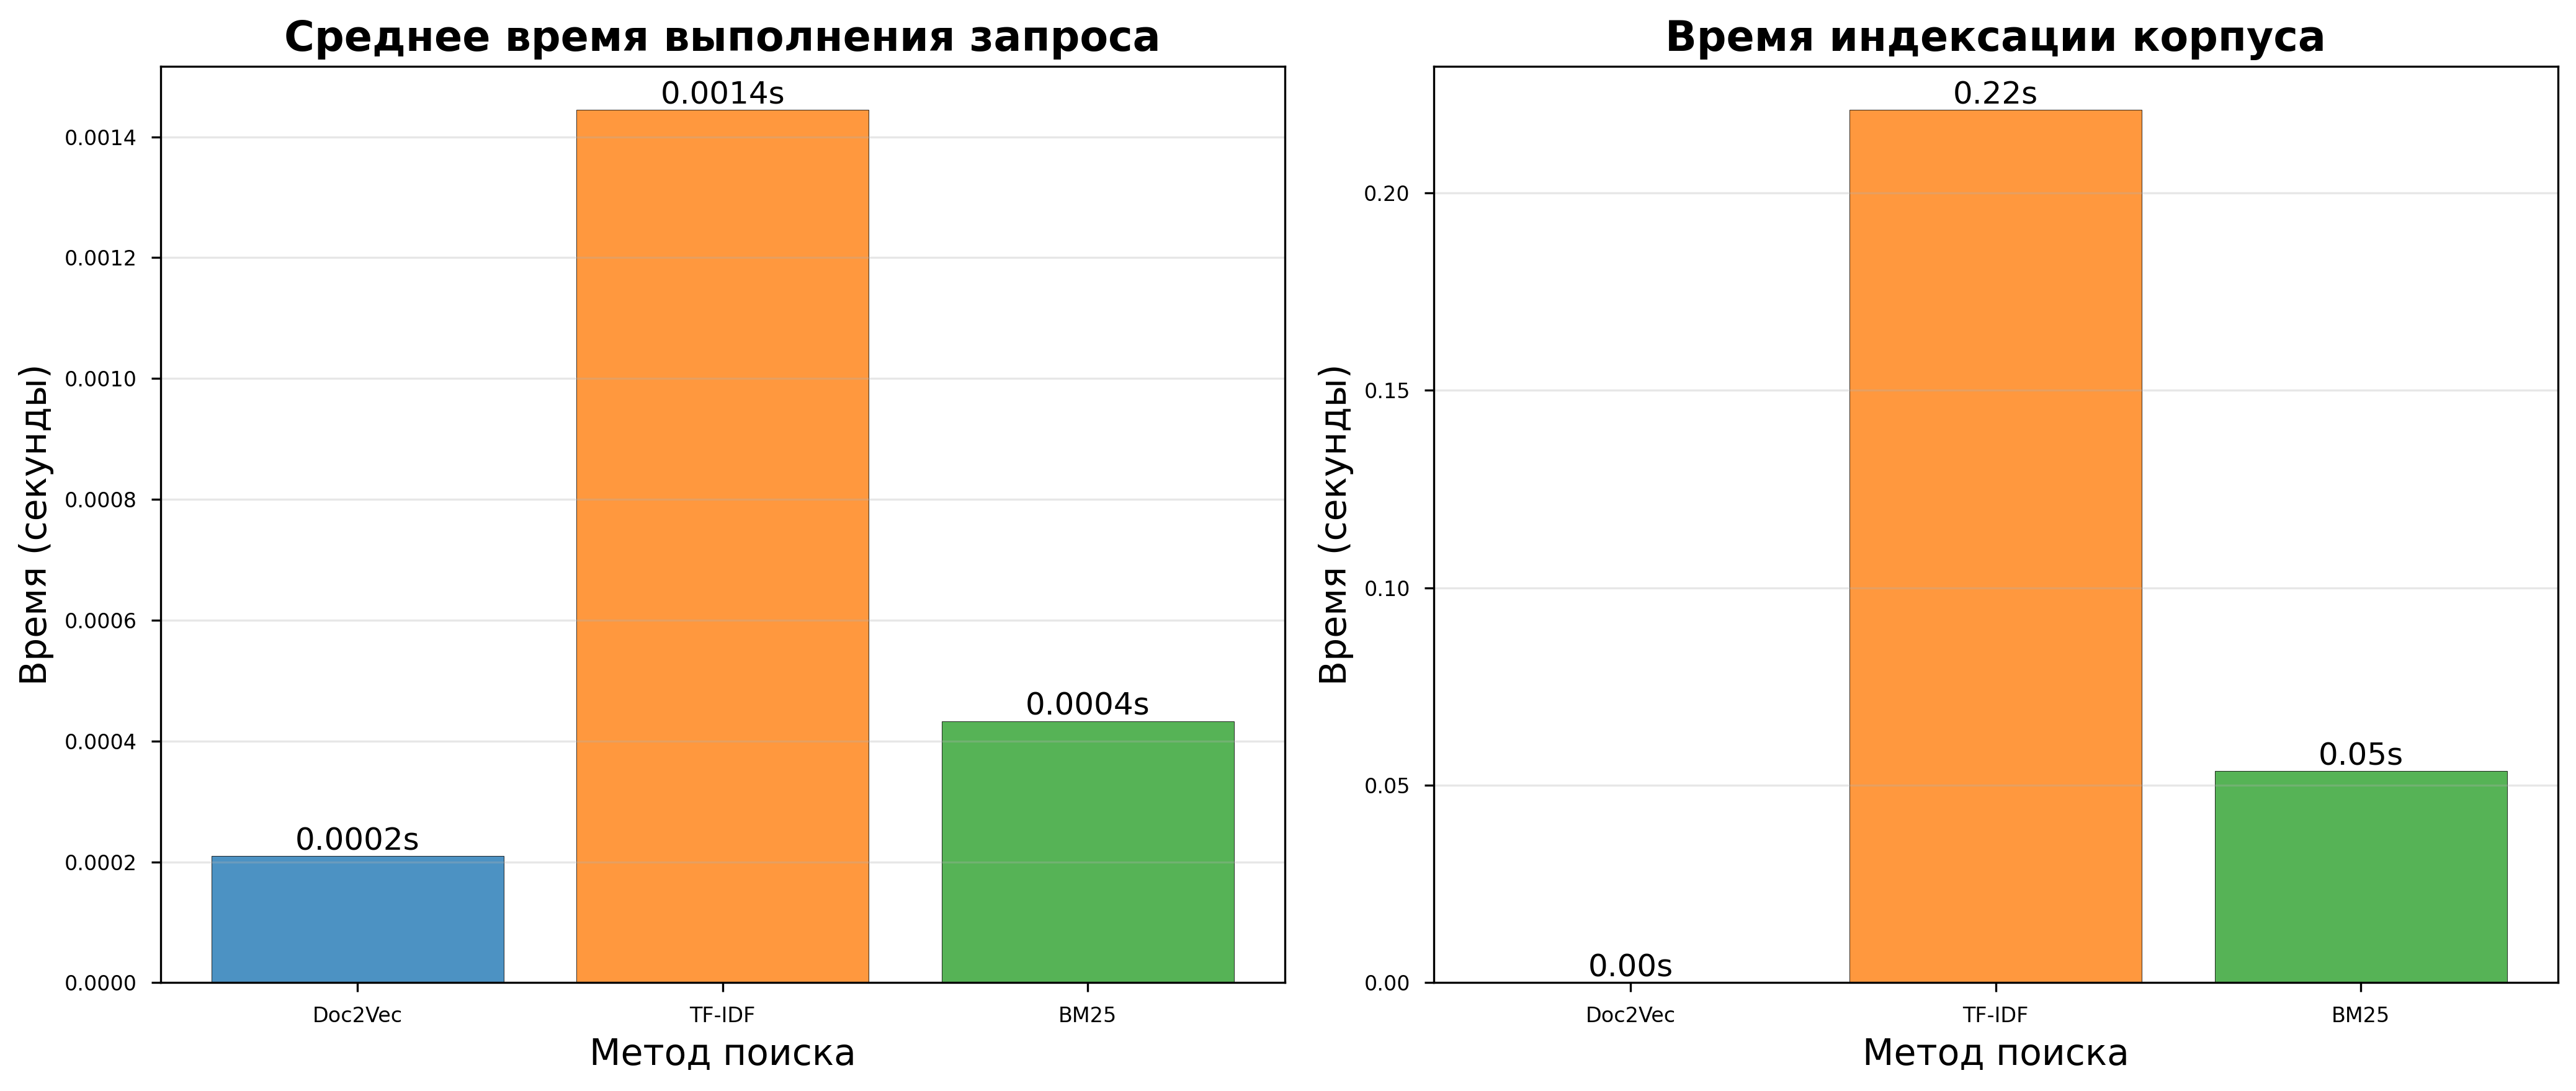 Среднее время выполнения запроса
Время (секунды)
0.0014
0.0012
0.0010
0.0008
0.0006
0.0004
0.0002
0.0000
0.0002s
0.0014s
0.0004s
Doc2Vec
TF-IDF
BM25
Метод поиска
Время индексации корпуса
Время (секунды)
0.20
0.15
0.10
0.05
0.00
0.00s
0.22s
0.05s
Doc2Vec
TF-IDF
BM25
Метод поиска